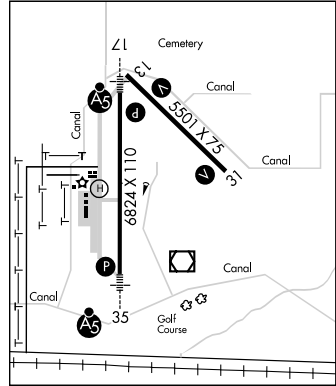 17
Cemetery
13
A5
V
Canal
P
5501 X 75
Canal
Canal
31
V
H
6824 X 110
P
Canal
Canal
35
A5
Golf
Course